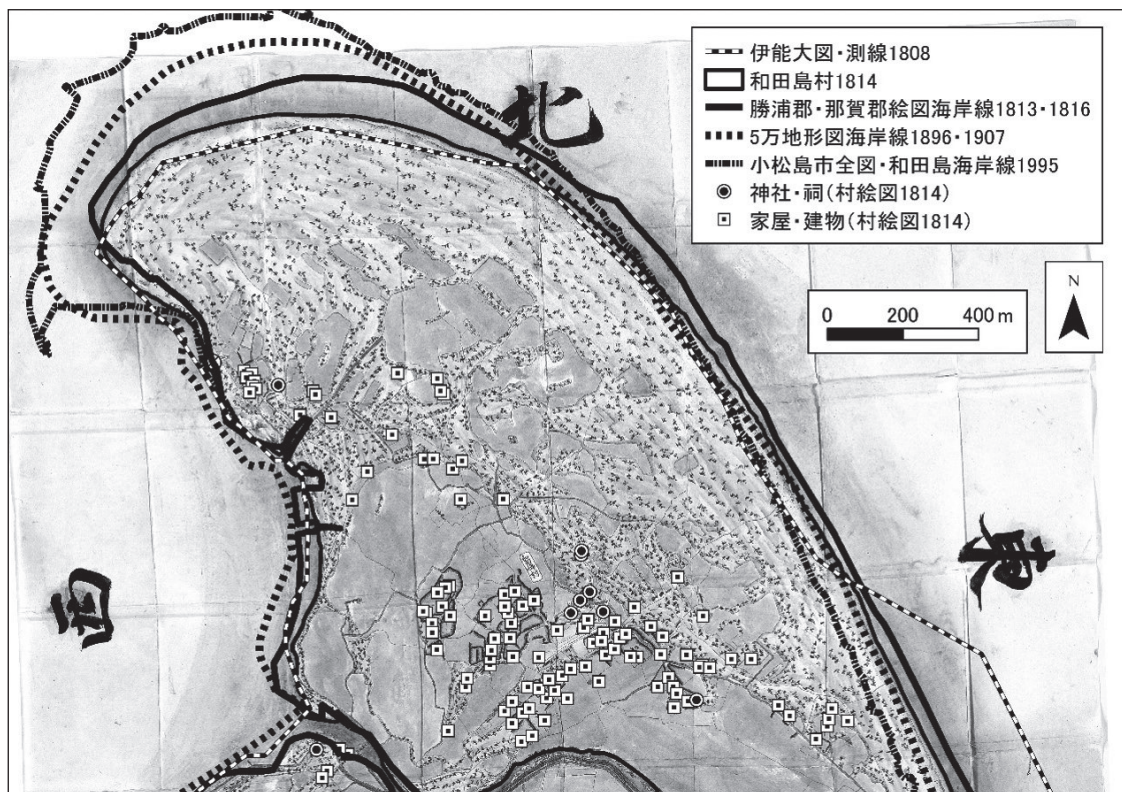 伊能大図・測線1808
和田島村1814
勝浦郡・那賀郡絵図海岸線1813・1816
5万地形図海岸線1896・1907
小松島市全図・和田島海岸線1995
神社・祠(村絵図1814)
家屋・建物(村絵図1814)
N
0 200 400m
北
東
西